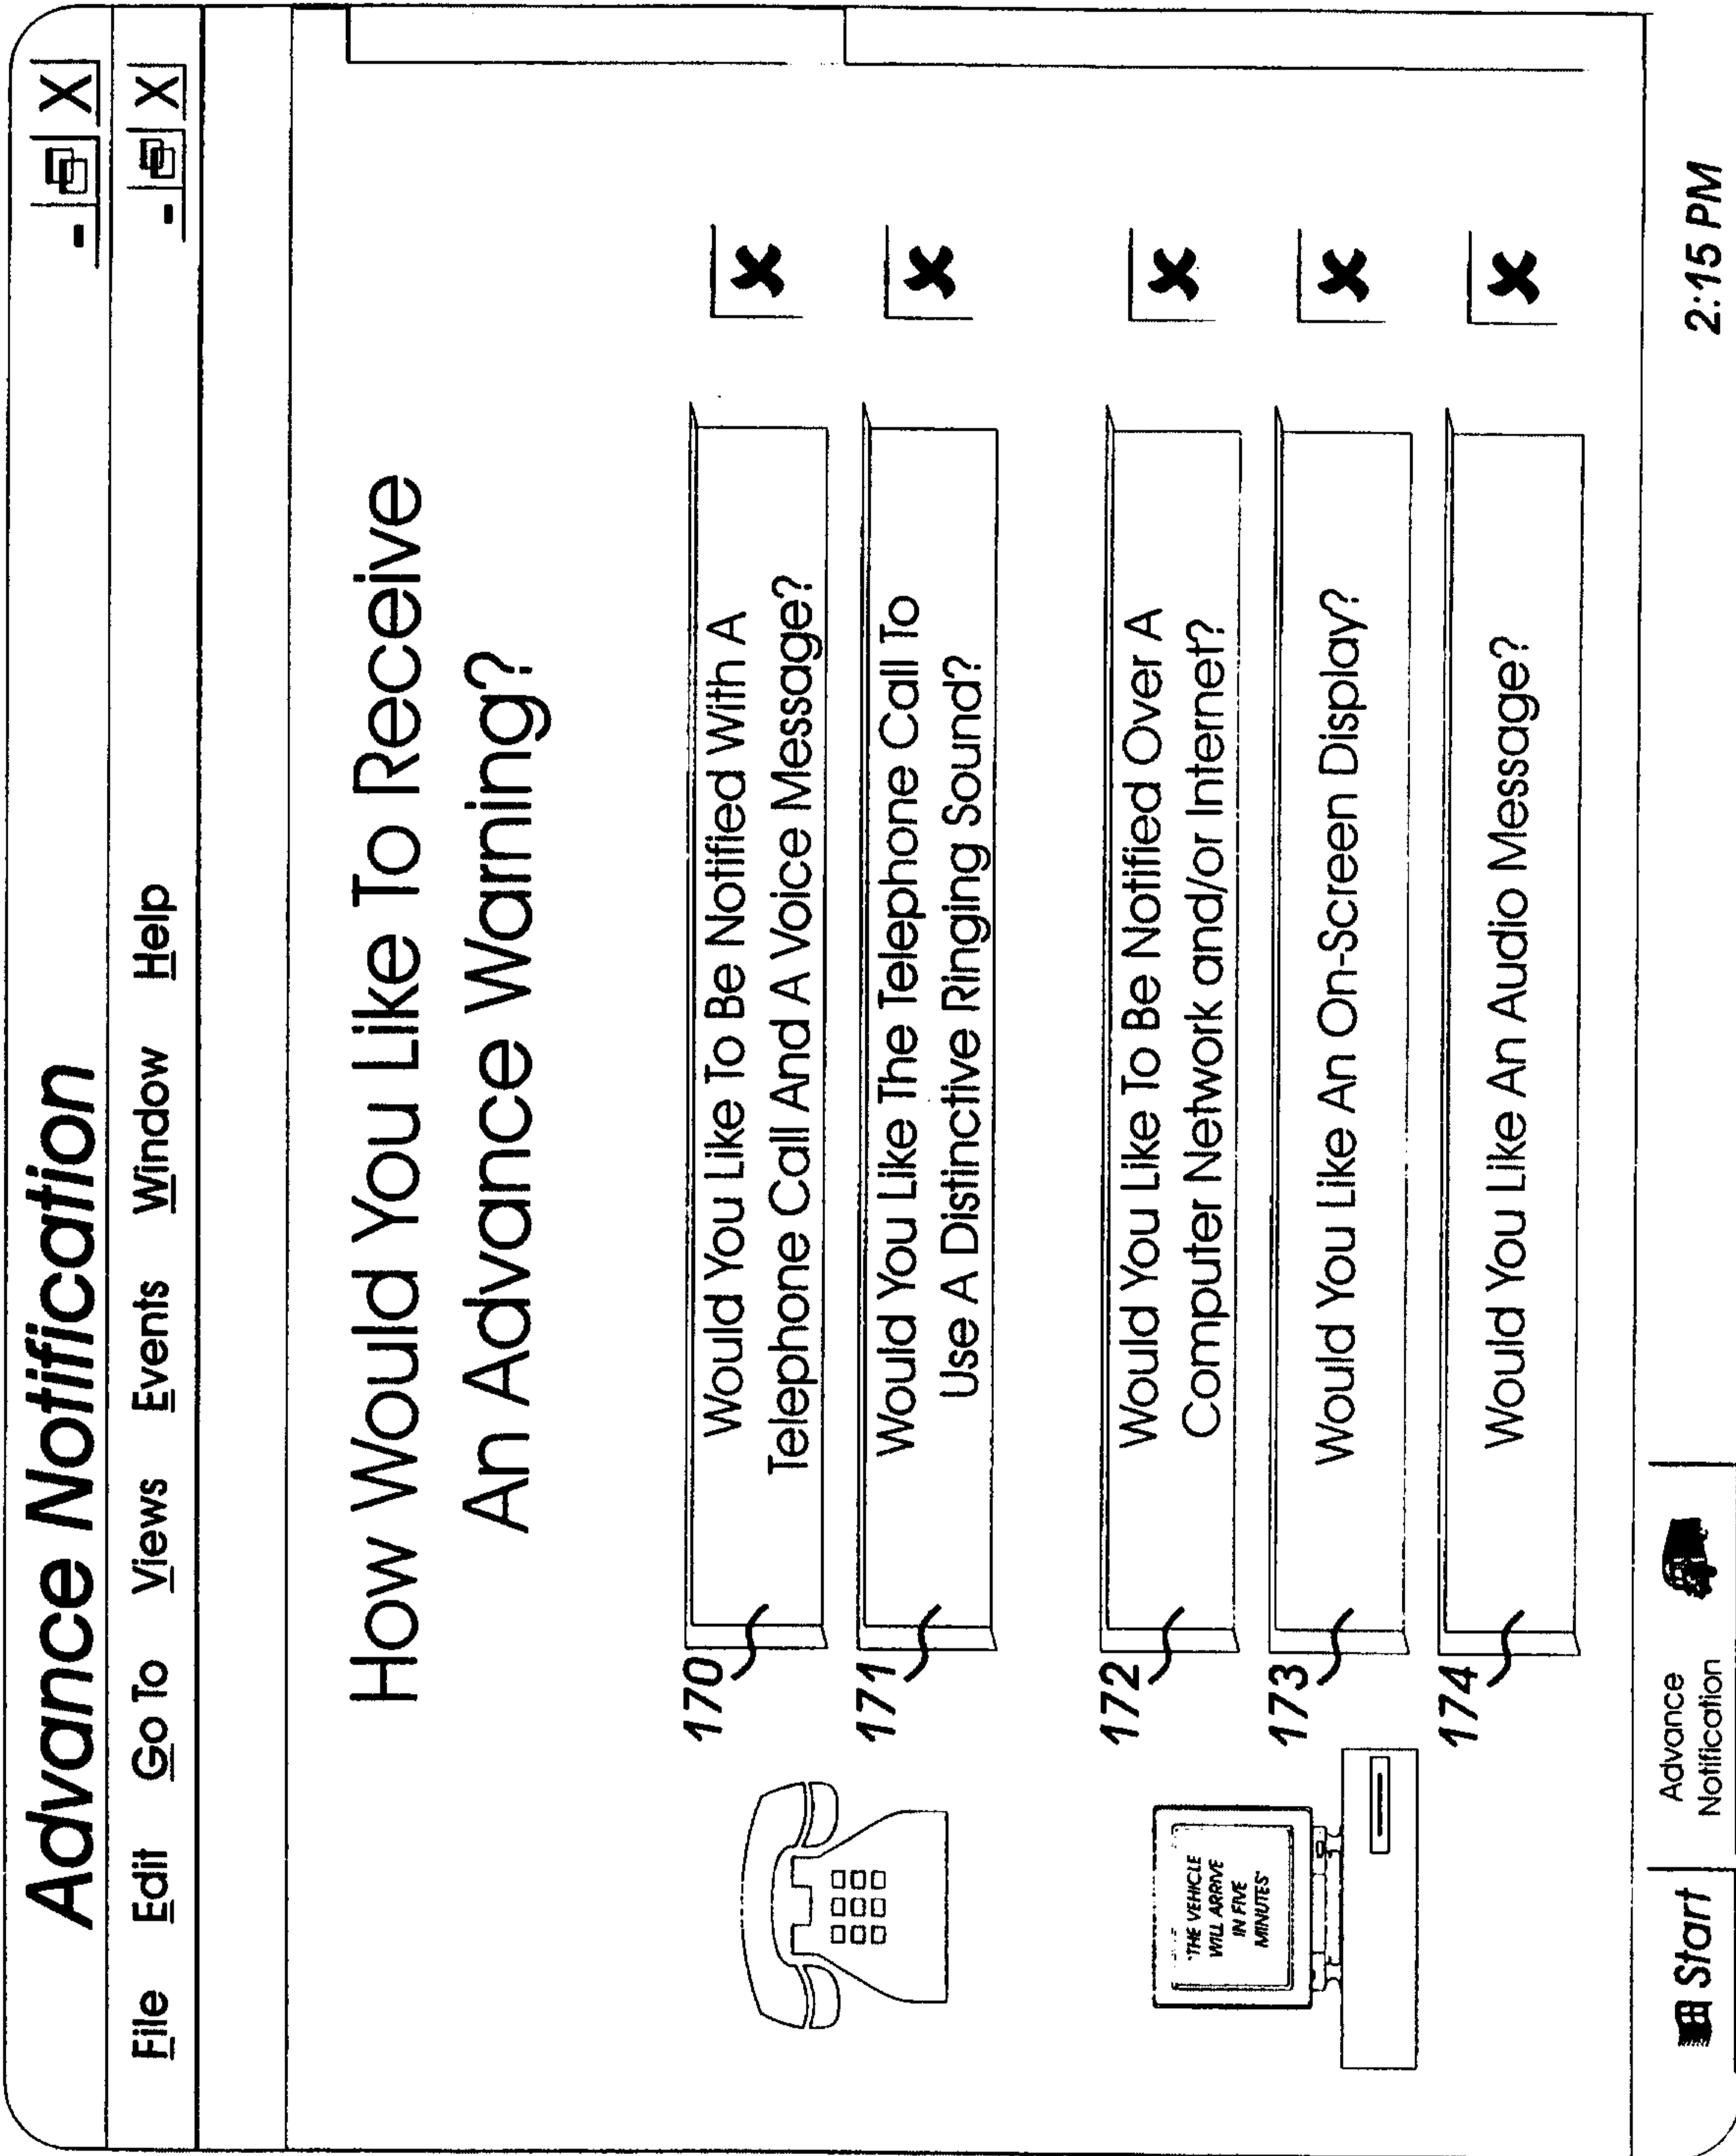 Advance Notification
File Edit Go To Views Events Window Help
How Would You Like To Receive
An Advance Warning?
170
Would You Like To Be Notified With A
Telephone Call And A Voice Message?
171
Would You Like The Telephone Call To
Use A Distinctive Ringing Sound?
"THE VEHICLE
WILL ARRIVE
IN FIVE
MINUTES"
172
Would You Like To Be Notified Over A
Computer Network and/or Internet?
173
Would You Like An On-Screen Display?
174
Would You Like An Audio Message?
Start
Advance
Notification
2:15 PM